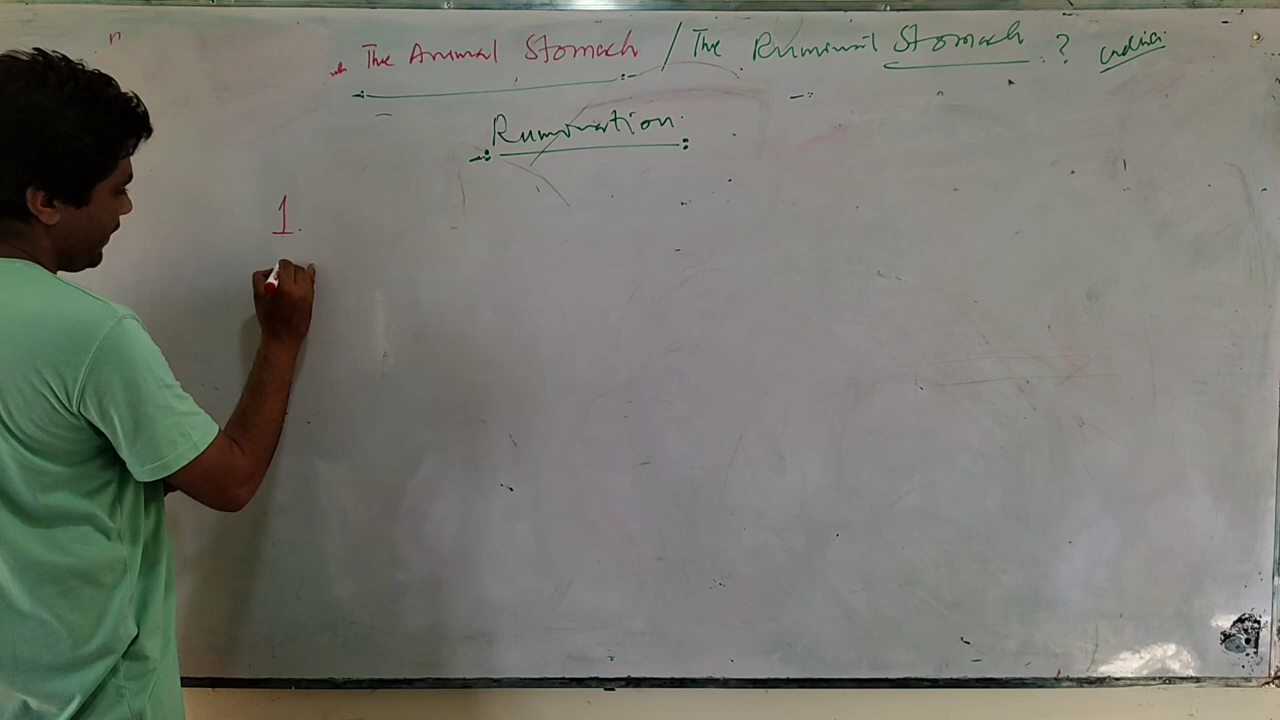 The Animal Stomach / The Ruminal Stomach ?
Rumination
1.